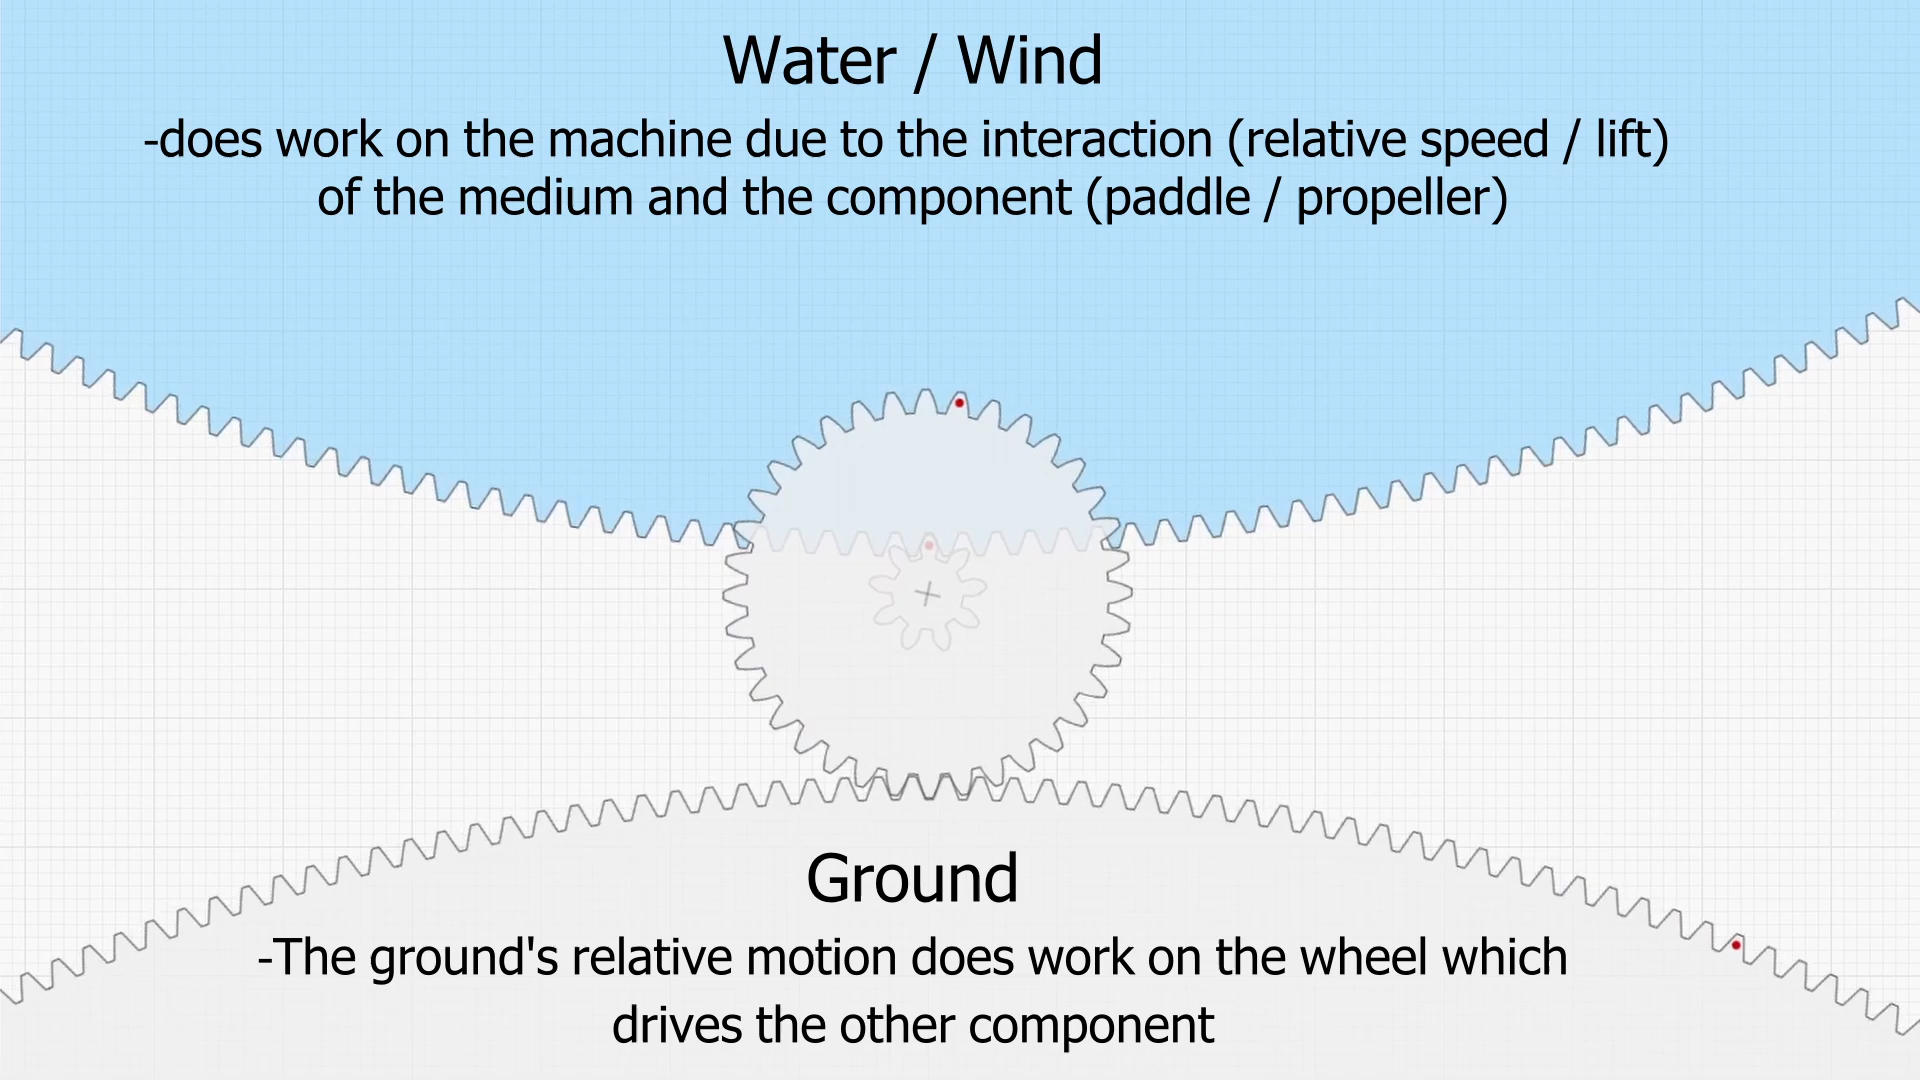 Water / Wind
-does work on the machine due to the interaction (relative speed / lift)
of the medium and the component (paddle / propeller)
Ground
-The ground's relative motion does work on the wheel which
drives the other component